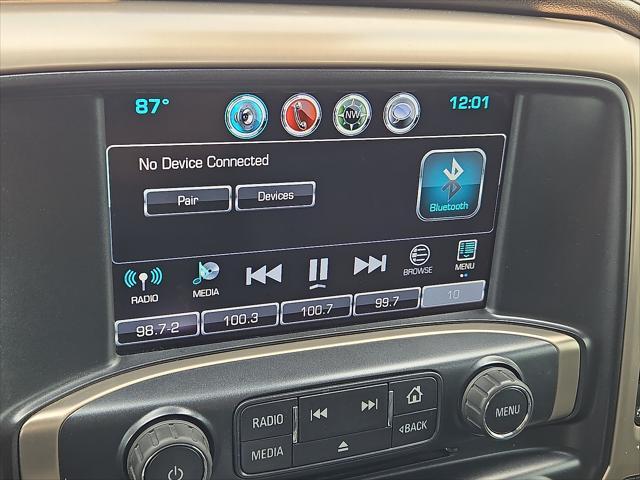 87°
NW
12:01
No Device Connected
Pair
Devices
Bluetooth
RADIO
MEDIA
BROWSE
MENU
98.7-2
100.3
100.7
99.7
10
RADIO
MEDIA
BACK
MENU